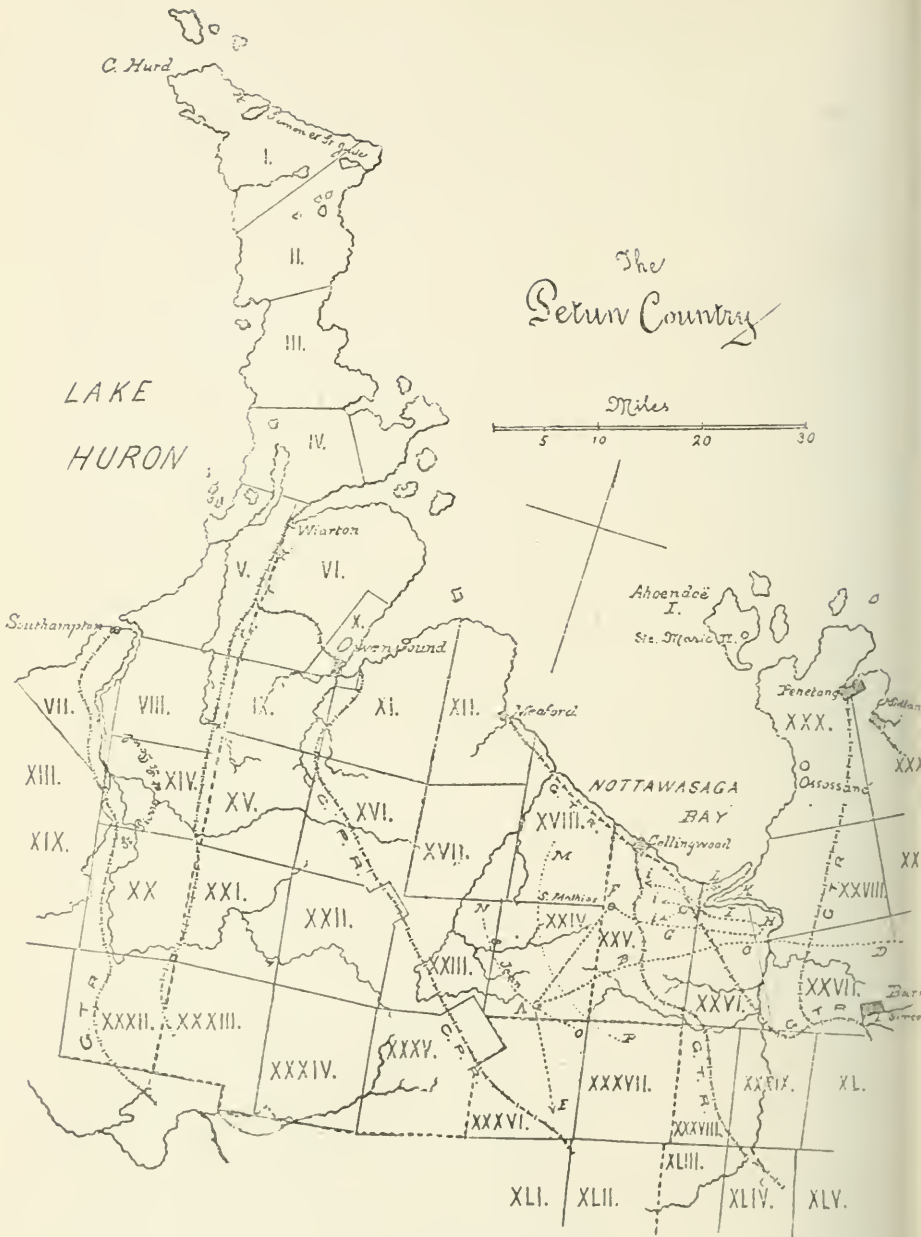 C. Hurd
I.
II.
The
Petun Country
III.
LAKE
HURON
Miles
5 10 20 30
IV.
Wiarton
V.
VI.
Ahoendoë
I.
Ste. Marie II.
X.
Southampton
Owen Sound
Penetang
VII.
VIII.
IX.
XI.
XII.
Meaford
XXX.
Ossossané
XIII.
XIV.
XV.
XVI.
NOTTAWASAGA
BAY
C. P. R.
XVIII.
G T R
Collingwood
XIX.
XVII.
M
XX
XXI.
XXII.
N
S. Mathias
F
XXIV.
XXV.
G
I
H
XXVIII.
XXIII.
S. Jean
B
C
D
A
XXVI.
XXVII.
G T R
G T R
XXXII.
XXXIII.
O
P
XXXIV.
XXXV.
C. P. R.
XXXVII.
G. T. R.
XXXIX.
XL.
E
XXXVI.
XXXVIII.
XLIII.
XLI.
XLII.
XLIV.
XLV.